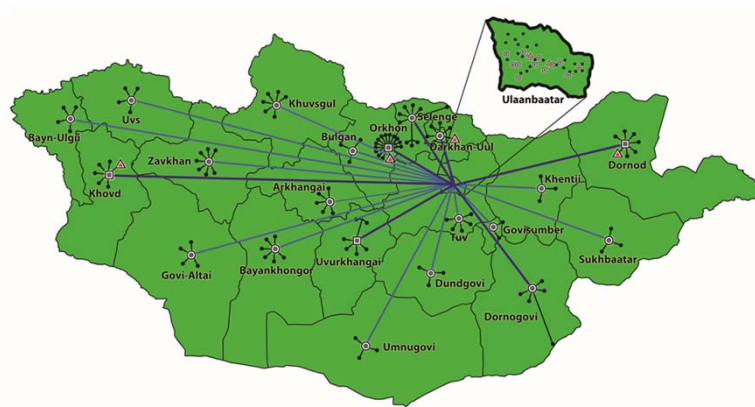 Ulaanbaatar
Khuvsgul
Selenge
Uvs
Orkhon
Bayn-Ulgii
Bulgan
Darkhan-Uul
Zavkhan
Dornod
Khovd
Arkhangai
Khentii
Tuv
Govisumber
Uvurkhangai
Sukhbaatar
Govi-Altai
Bayankhongor
Dundgovi
Dornogovi
Umnugovi